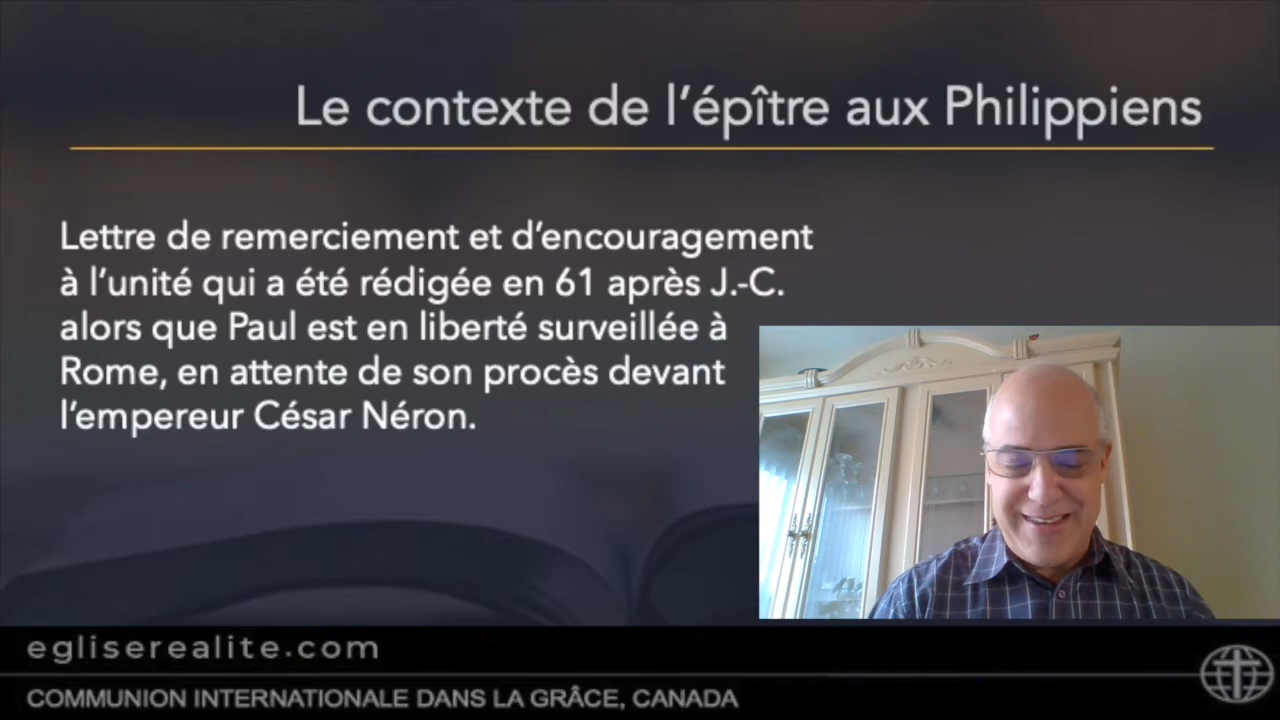 Le contexte de l’épître aux Philippiens
Lettre de remerciement et d’encouragement
à l’unité qui a été rédigée en 61 après J.-C.
alors que Paul est en liberté surveillée à
Rome, en attente de son procès devant
l’empereur César Néron.
egliserealite.com
COMMUNION INTERNATIONALE DANS LA GRÂCE, CANADA